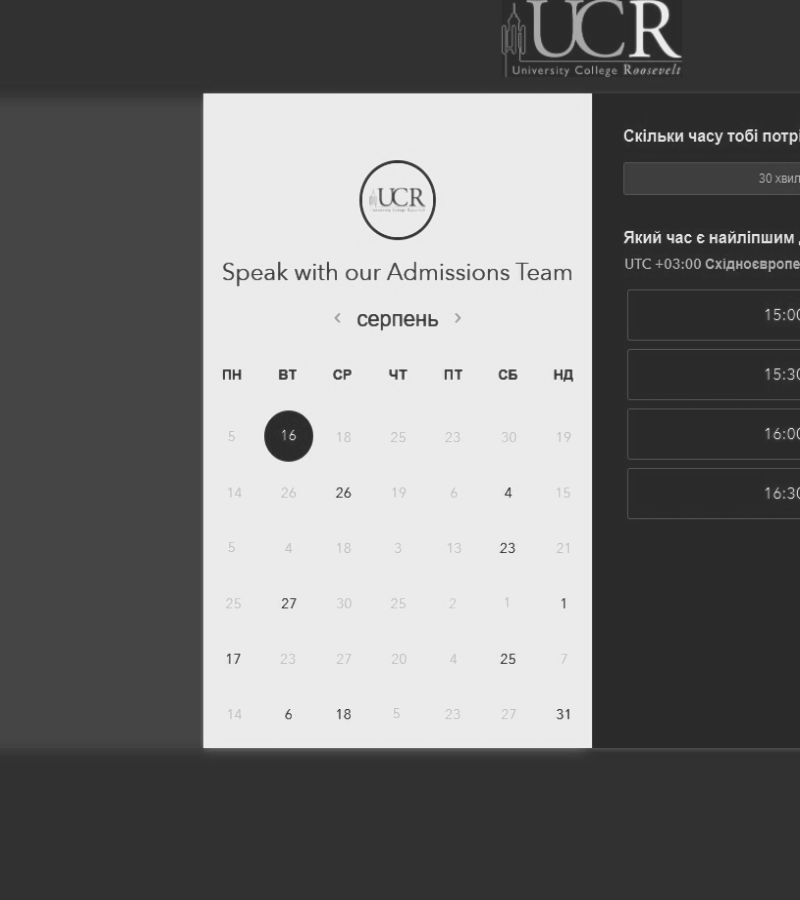 UCR
University College Roosevelt
UCR
Speak with our Admissions Team
< серпень >
ПН ВТ СР ЧТ ПТ СБ НД
5 16 18 25 23 30 19
14 26 26 19 6 4 15
5 4 18 3 13 23 21
25 27 30 25 2 1 1
17 23 27 20 4 25 7
14 6 18 5 23 27 31
Скільки часу тобі потрі
30 хвил
Який час є найліпшим
UTC +03:00 Східноєвропе
15:00
15:30
16:00
16:30